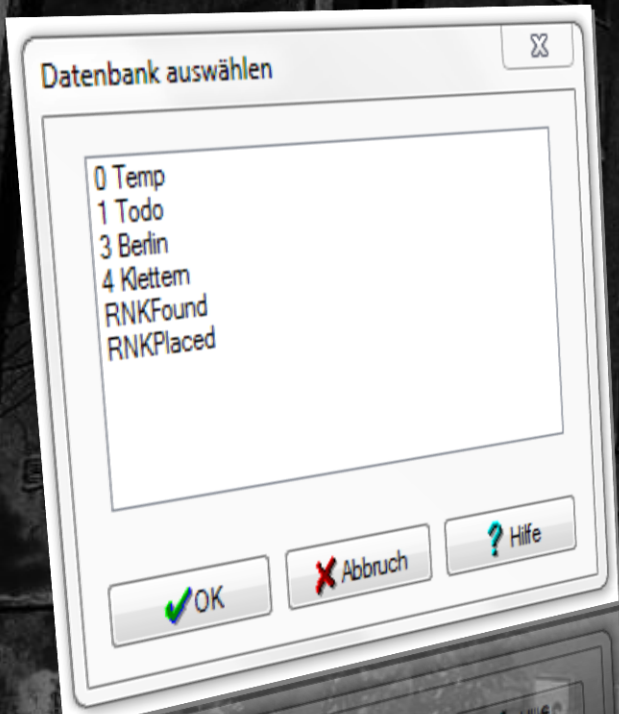 Datenbank auswählen
0 Temp
1 Todo
3 Berlin
4 Klettern
RNKFound
RNKPlaced
OK
Abbruch
Hilfe